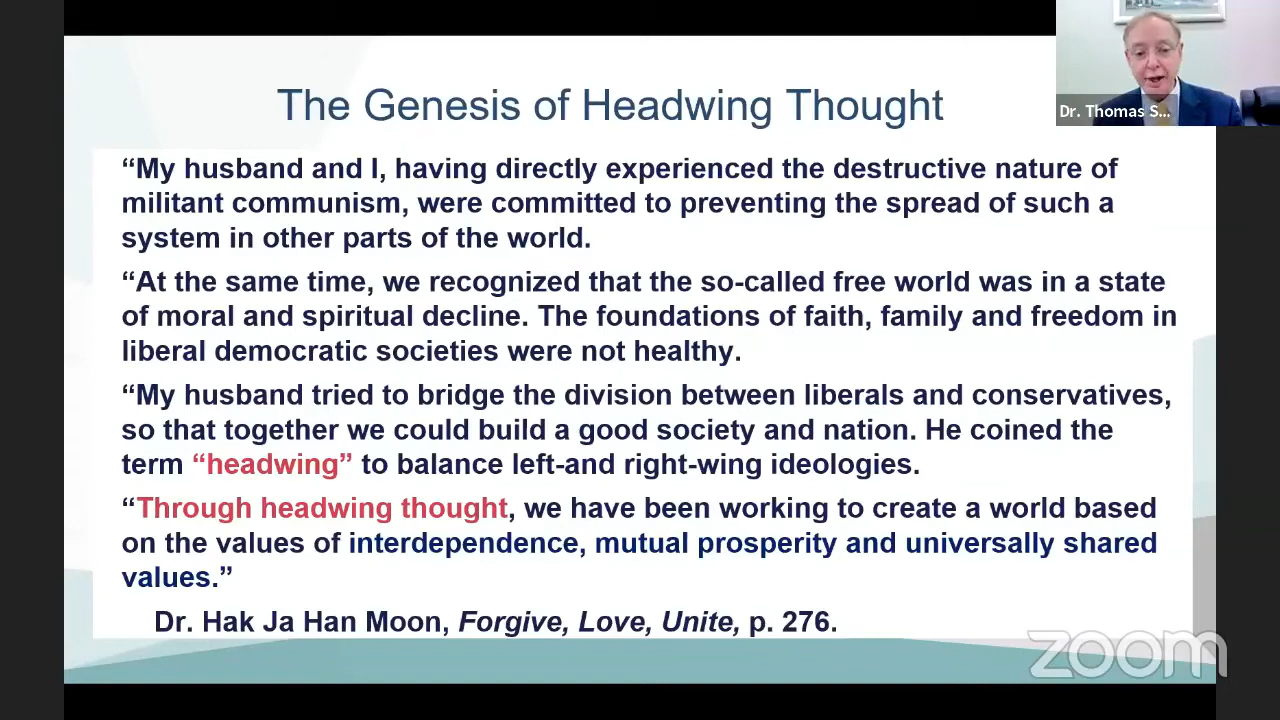 The Genesis of Headwing Thought
Dr. Thomas S...
“My husband and I, having directly experienced the destructive nature of
militant communism, were committed to preventing the spread of such a
system in other parts of the world.
“At the same time, we recognized that the so-called free world was in a state
of moral and spiritual decline. The foundations of faith, family and freedom in
liberal democratic societies were not healthy.
“My husband tried to bridge the division between liberals and conservatives,
so that together we could build a good society and nation. He coined the
term “headwing” to balance left-and right-wing ideologies.
“Through headwing thought, we have been working to create a world based
on the values of interdependence, mutual prosperity and universally shared
values.”
Dr. Hak Ja Han Moon, Forgive, Love, Unite, p. 276.
zoom